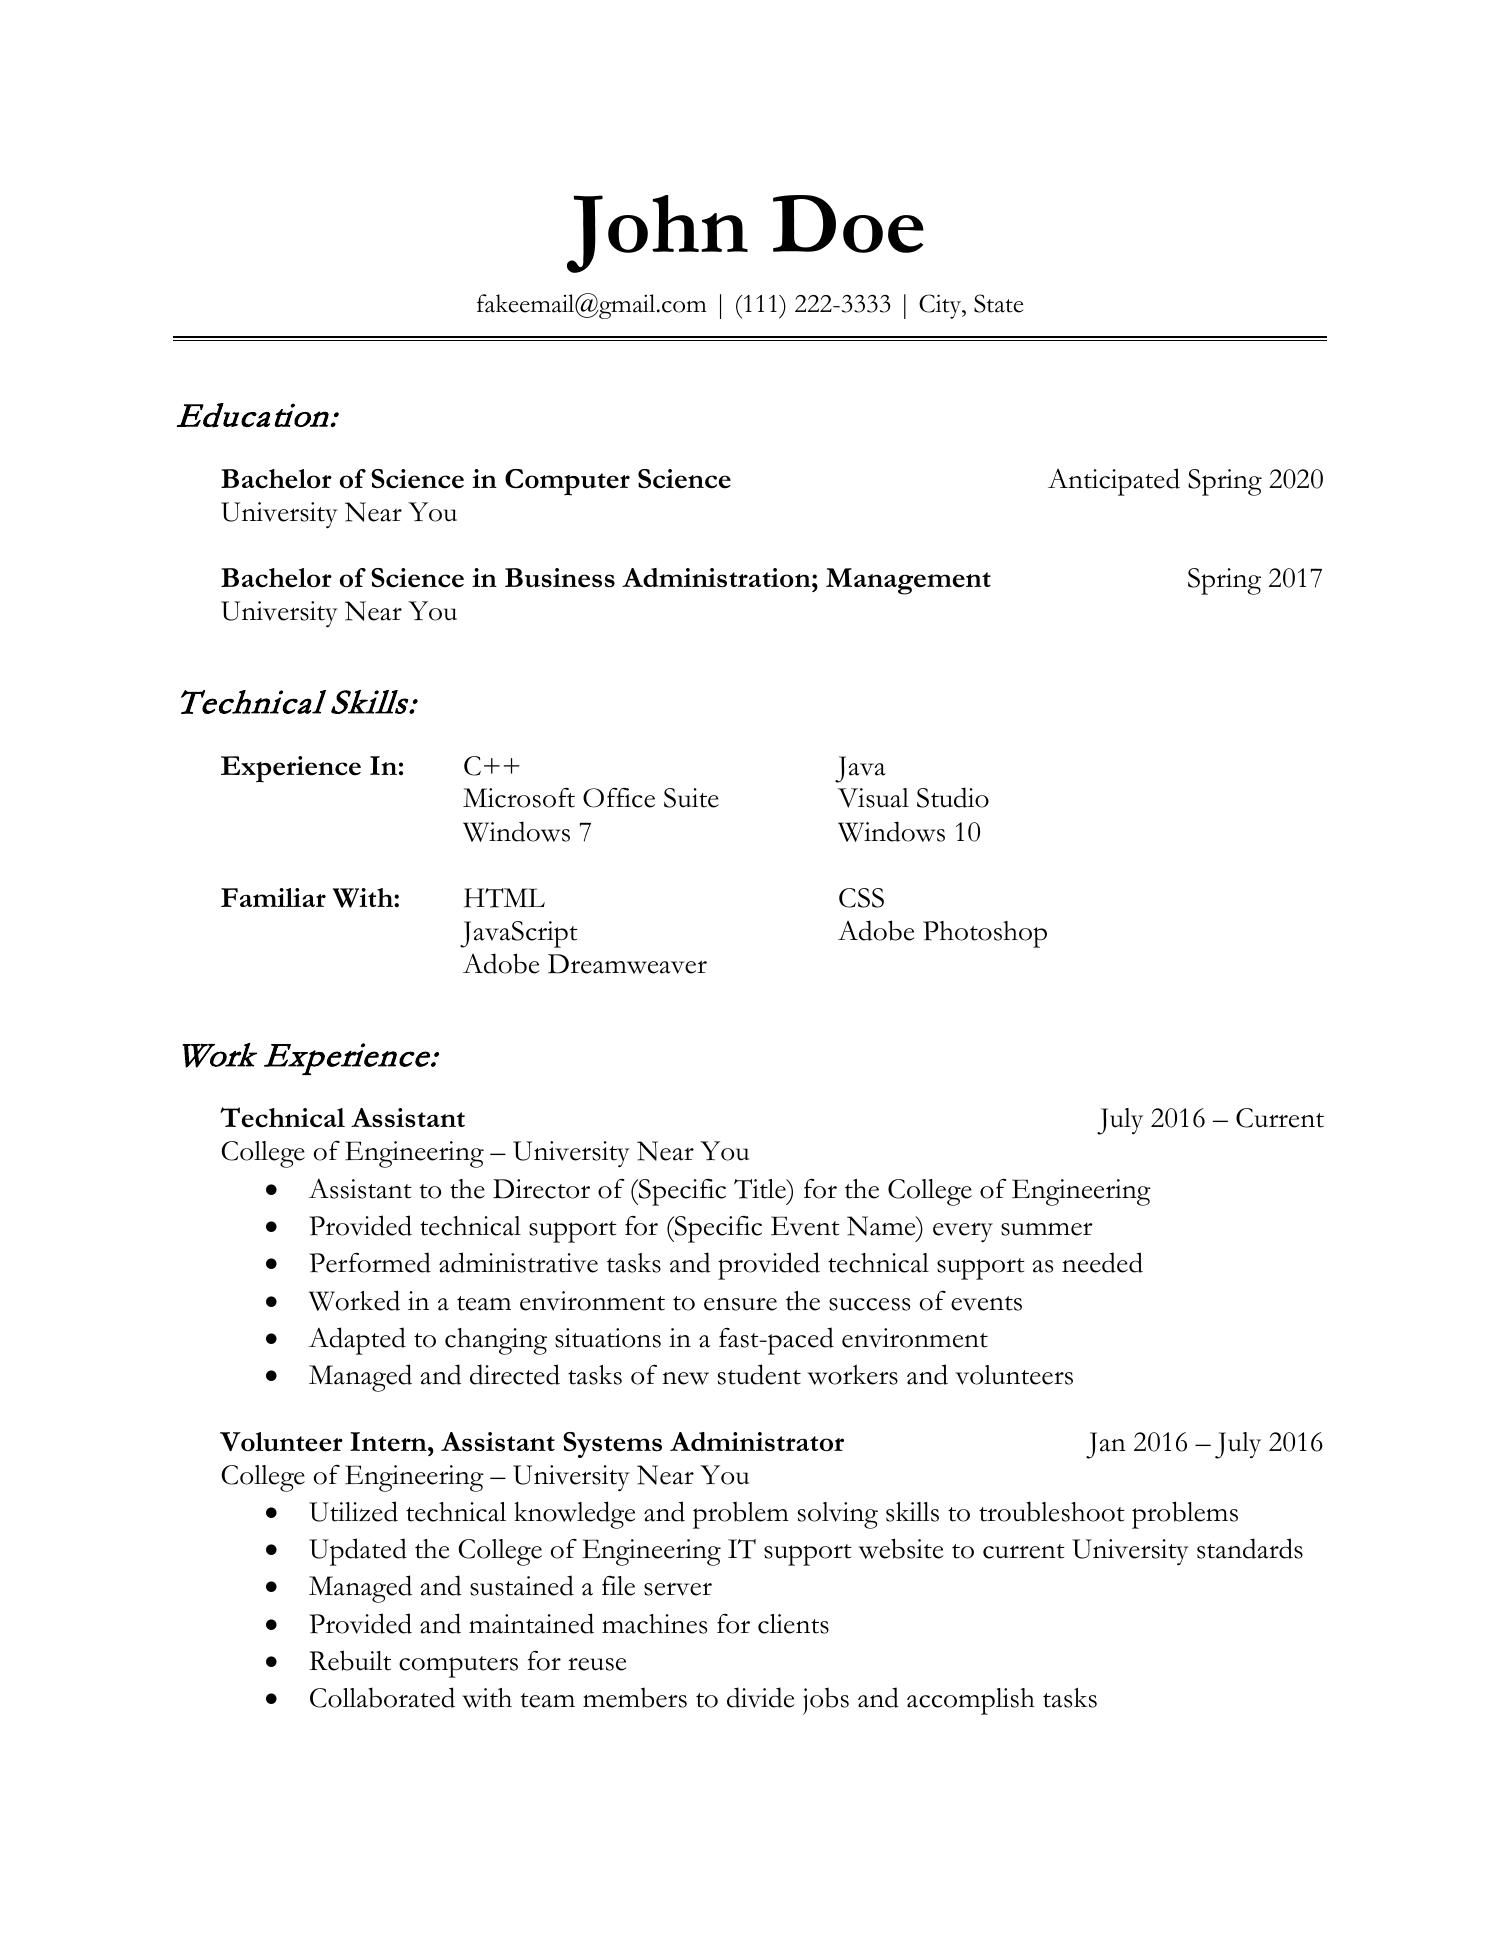 John Doe
fakeemail@gmail.com | (111) 222-3333 | City, State
Education:
Bachelor of Science in Computer Science Anticipated Spring 2020
University Near You
Bachelor of Science in Business Administration; Management Spring 2017
University Near You
Technical Skills:
Experience In: C++ Java
Microsoft Office Suite Visual Studio
Windows 7 Windows 10
Familiar With: HTML CSS
JavaScript Adobe Photoshop
Adobe Dreamweaver
Work Experience:
Technical Assistant July 2016 – Current
College of Engineering – University Near You
• Assistant to the Director of (Specific Title) for the College of Engineering
• Provided technical support for (Specific Event Name) every summer
• Performed administrative tasks and provided technical support as needed
• Worked in a team environment to ensure the success of events
• Adapted to changing situations in a fast-paced environment
• Managed and directed tasks of new student workers and volunteers
Volunteer Intern, Assistant Systems Administrator Jan 2016 – July 2016
College of Engineering – University Near You
• Utilized technical knowledge and problem solving skills to troubleshoot problems
• Updated the College of Engineering IT support website to current University standards
• Managed and sustained a file server
• Provided and maintained machines for clients
• Rebuilt computers for reuse
• Collaborated with team members to divide jobs and accomplish tasks